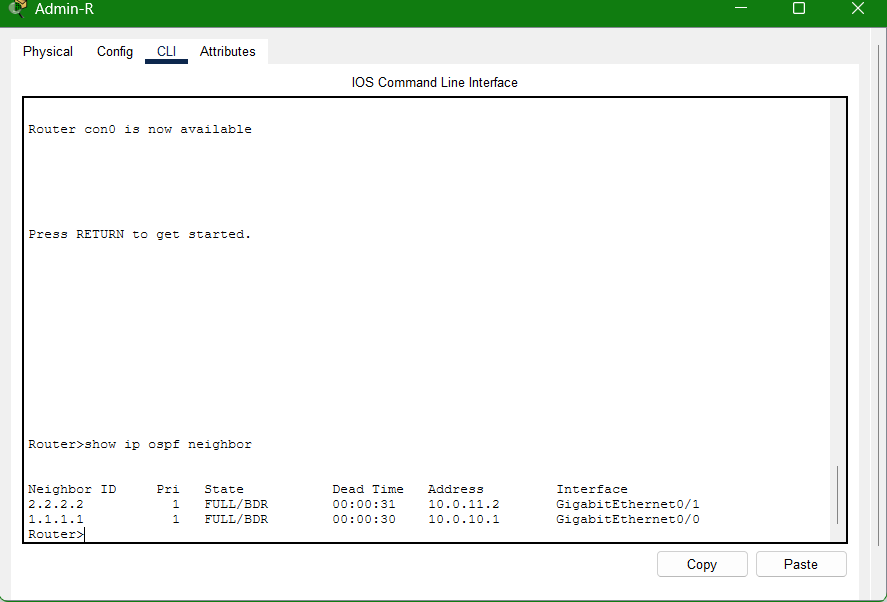 Admin-R
Physical Config CLI Attributes
IOS Command Line Interface
Router con0 is now available
Press RETURN to get started.
Router>show ip ospf neighbor
Neighbor ID     Pri   State           Dead Time   Address         Interface
2.2.2.2           1   FULL/BDR        00:00:31    10.0.11.2       GigabitEthernet0/1
1.1.1.1           1   FULL/BDR        00:00:30    10.0.10.1       GigabitEthernet0/0
Router>
Copy Paste